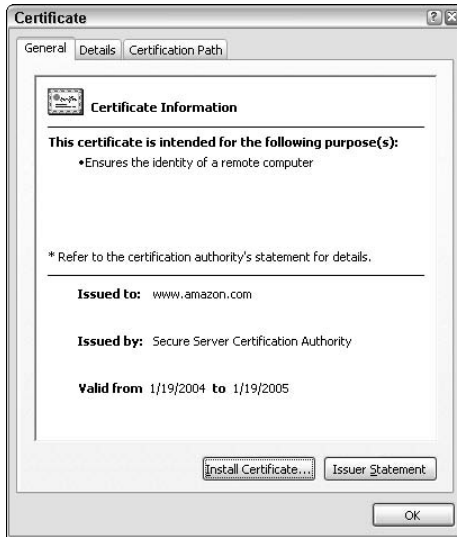 Certificate
General Details Certification Path
Certificate Information
This certificate is intended for the following purpose(s):
•Ensures the identity of a remote computer
* Refer to the certification authority's statement for details.
Issued to: www.amazon.com
Issued by: Secure Server Certification Authority
Valid from 1/19/2004 to 1/19/2005
Install Certificate... Issuer Statement
OK